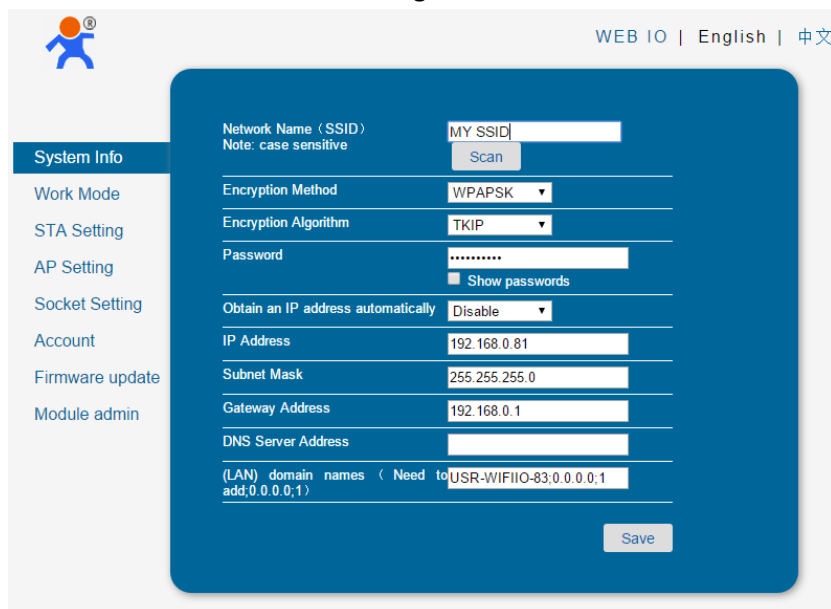 ®
WEB IO | English | 中文
Network Name（SSID）
Note: case sensitive
MY SSID
Scan
System Info
Work Mode
STA Setting
AP Setting
Socket Setting
Account
Firmware update
Module admin
Encryption Method
WPAPSK
Encryption Algorithm
TKIP
Password
••••••••••
Show passwords
Obtain an IP address automatically
Disable
IP Address
192.168.0.81
Subnet Mask
255.255.255.0
Gateway Address
192.168.0.1
DNS Server Address
(LAN) domain names （ Need to
add;0.0.0.0;1）
USR-WIFIIO-83;0.0.0.0;1
Save